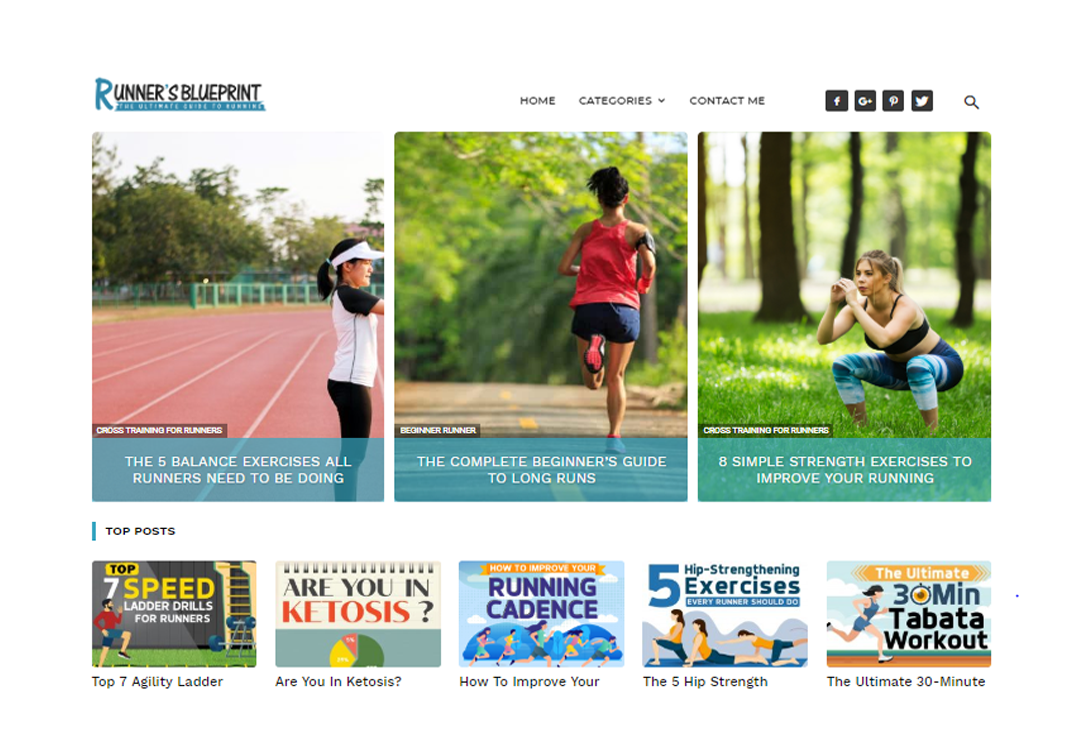 RUNNER'S BLUEPRINT
THE ULTIMATE GUIDE TO RUNNING
HOME CATEGORIES CONTACT ME
CROSS TRAINING FOR RUNNERS
THE 5 BALANCE EXERCISES ALL
RUNNERS NEED TO BE DOING
BEGINNER RUNNER
THE COMPLETE BEGINNER'S GUIDE
TO LONG RUNS
CROSS TRAINING FOR RUNNERS
8 SIMPLE STRENGTH EXERCISES TO
IMPROVE YOUR RUNNING
TOP POSTS
TOP
7 SPEED
LADDER DRILLS
FOR RUNNERS
Top 7 Agility Ladder
ARE YOU IN
KETOSIS ?
Are You In Ketosis?
HOW TO IMPROVE YOUR
RUNNING
CADENCE
How To Improve Your
5 Hip-Strengthening
Exercises
EVERY RUNNER SHOULD DO
The 5 Hip Strength
The Ultimate
30Min
Tabata
Workout
The Ultimate 30-Minute